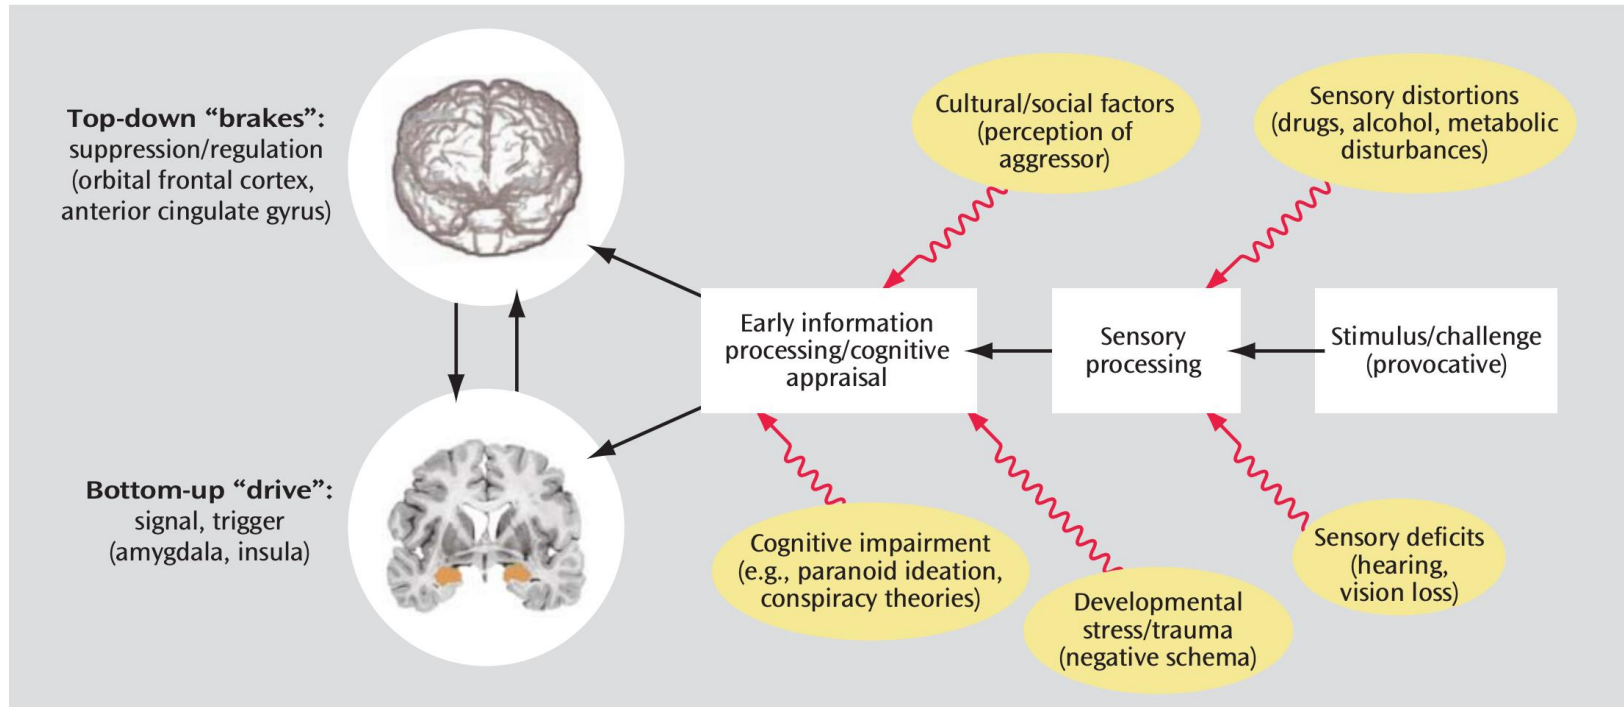 Top-down “brakes”:
suppression/regulation
(orbital frontal cortex,
anterior cingulate gyrus)
Bottom-up “drive”:
signal, trigger
(amygdala, insula)
Cultural/social factors
(perception of
aggressor)
Sensory distortions
(drugs, alcohol, metabolic
disturbances)
Early information
processing/cognitive
appraisal
Sensory
processing
Stimulus/challenge
(provocative)
Cognitive impairment
(e.g., paranoid ideation,
conspiracy theories)
Developmental
stress/trauma
(negative schema)
Sensory deficits
(hearing,
vision loss)